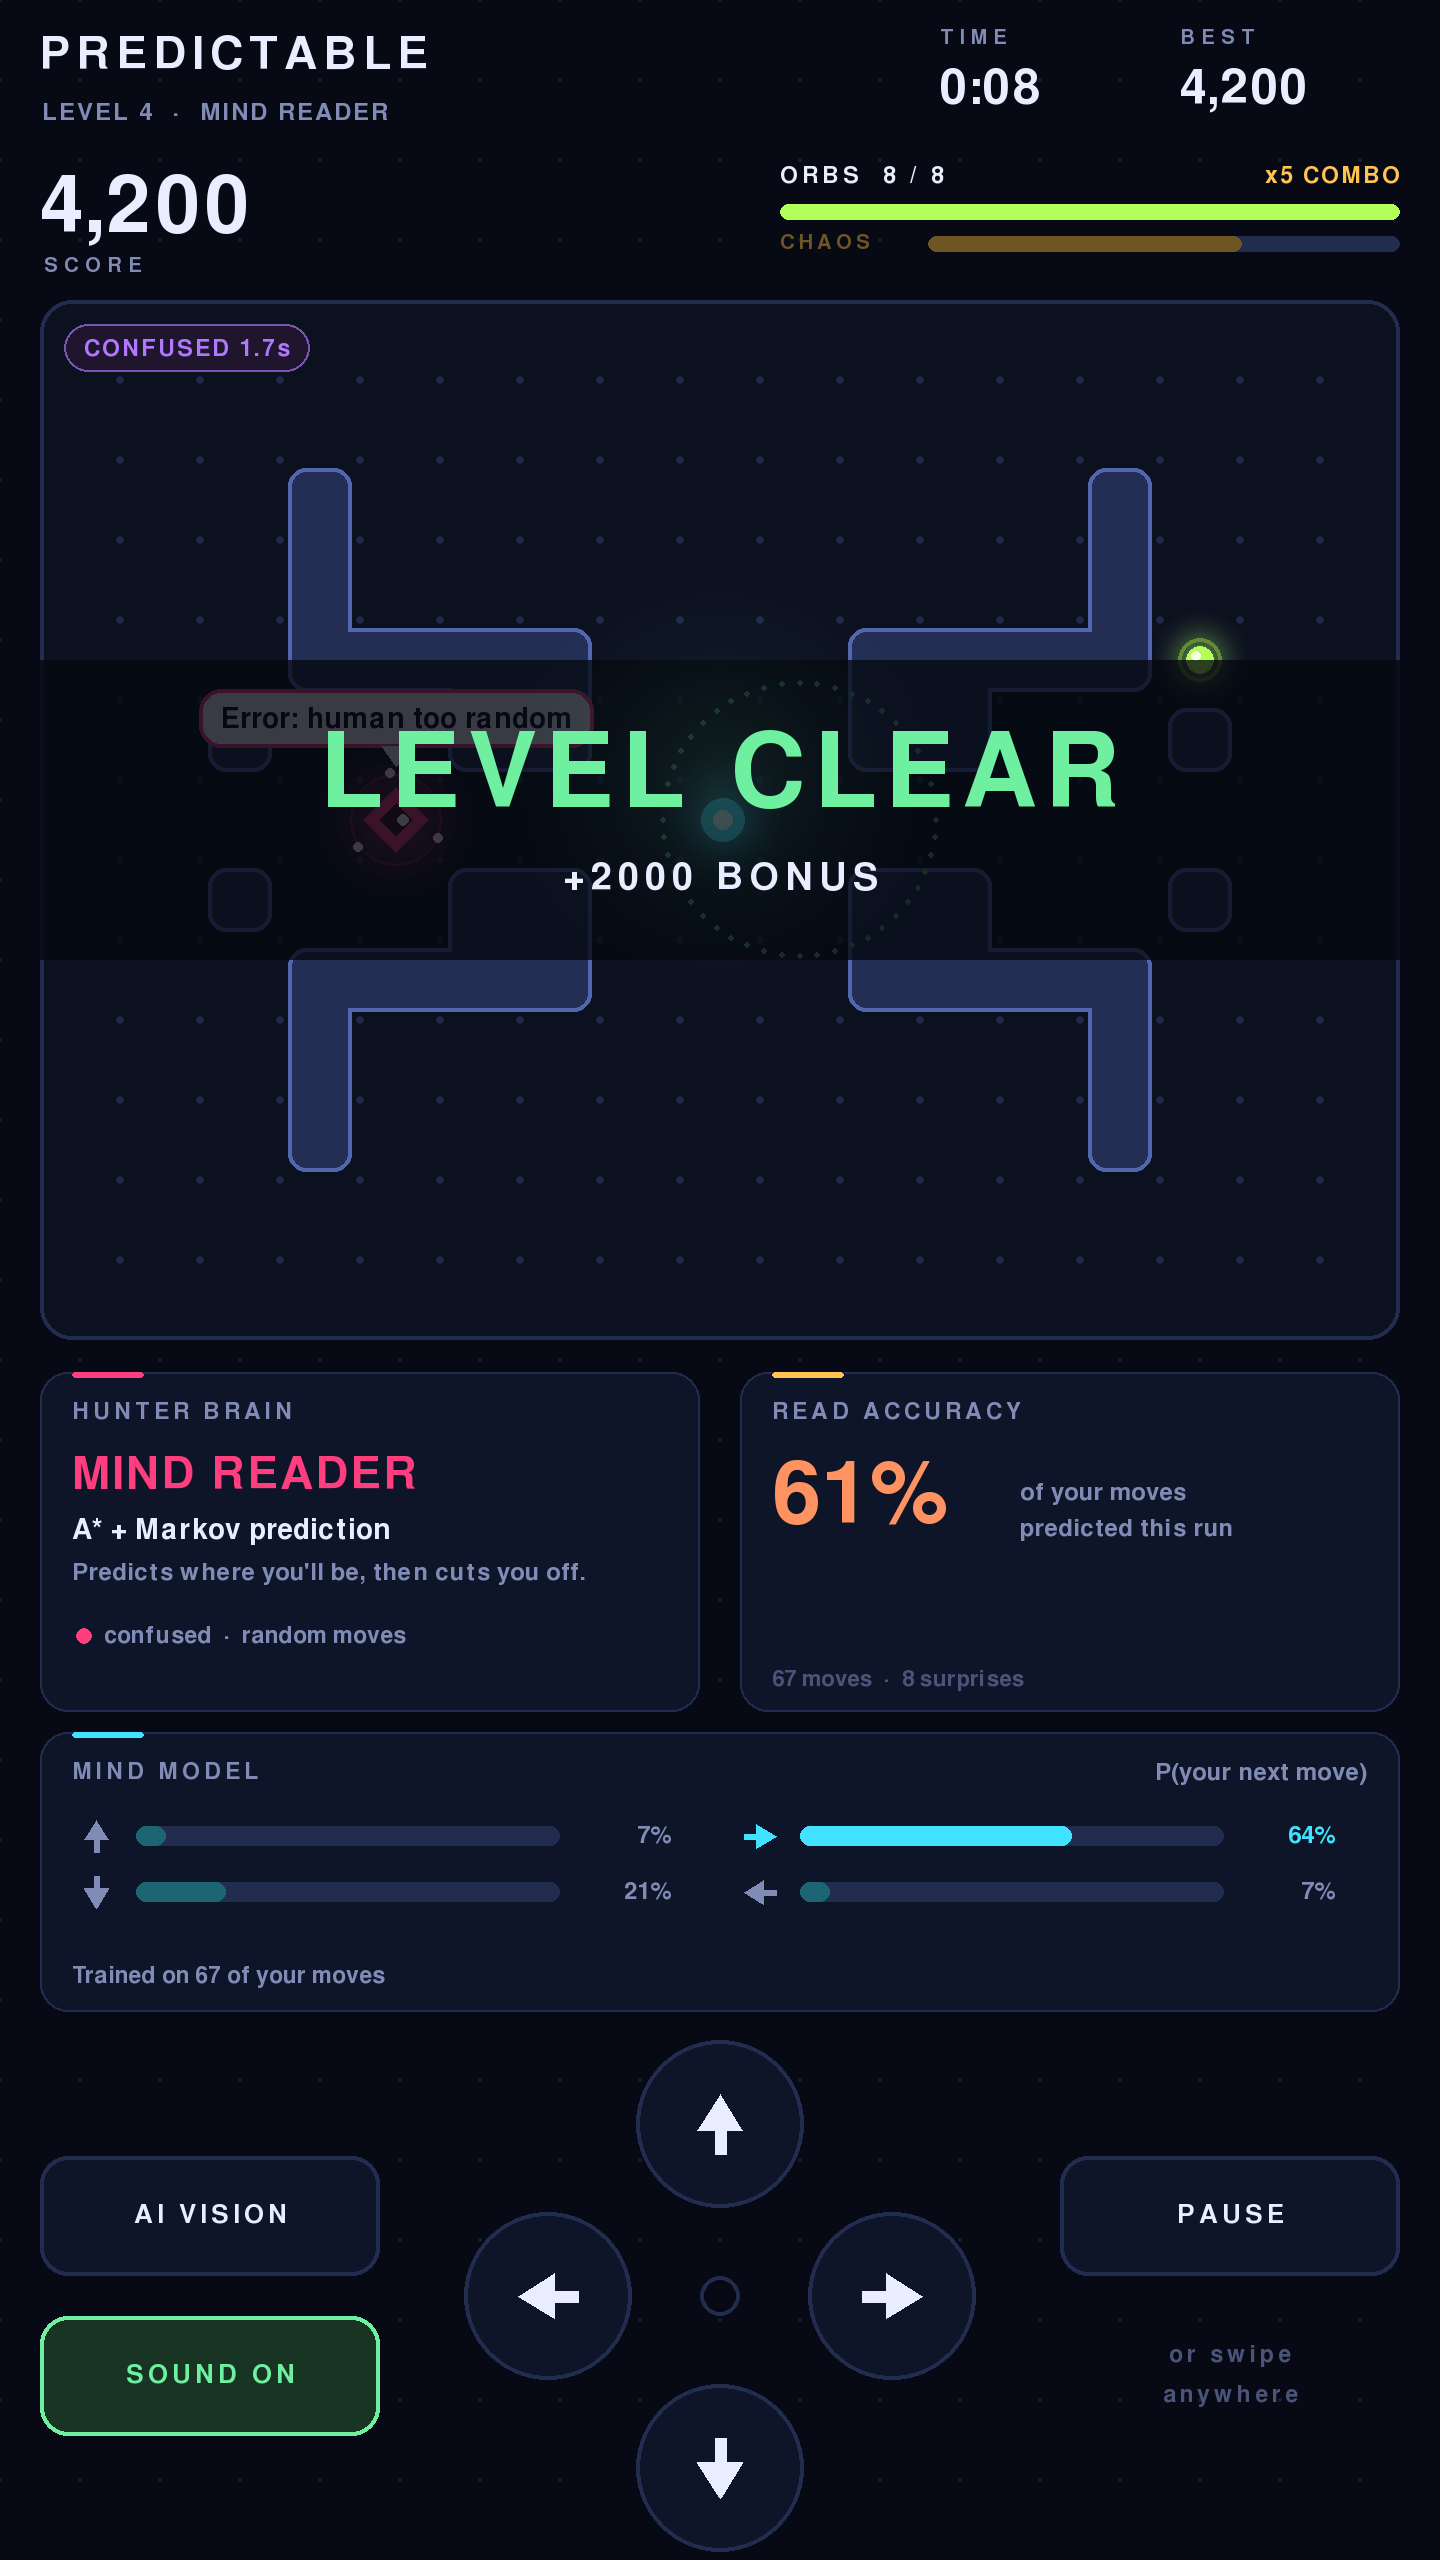 PREDICTABLE
LEVEL 4 · MIND READER
TIME
0:08
BEST
4,200
4,200
SCORE
ORBS 8 / 8
x5 COMBO
CHAOS
CONFUSED 1.7s
Error: human too random
LEVEL CLEAR
+2000 BONUS
HUNTER BRAIN
MIND READER
A* + Markov prediction
Predicts where you'll be, then cuts you off.
confused · random moves
READ ACCURACY
61%
of your moves
predicted this run
67 moves · 8 surprises
MIND MODEL
P(your next move)
7%
64%
21%
7%
Trained on 67 of your moves
AI VISION
PAUSE
SOUND ON
or swipe
anywhere